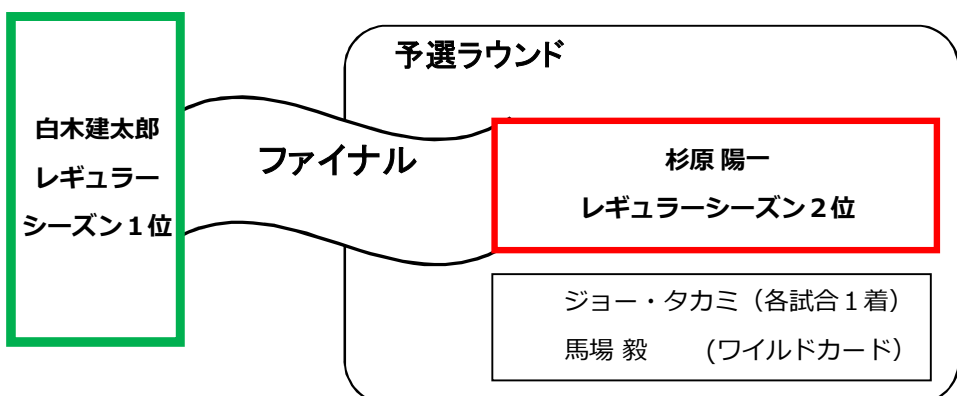 予選ラウンド
白木建太郎
レギュラー
シーズン１位
ファイナル
杉原 陽一
レギュラーシーズン２位
ジョー・タカミ（各試合１着）
馬場 毅 (ワイルドカード）